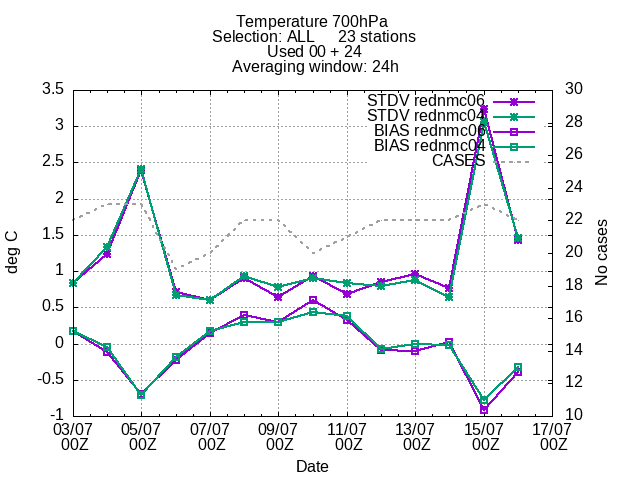 Temperature 700hPa
Selection: ALL 23 stations
Used 00 + 24
Averaging window: 24h
3.5
3
2.5
2
1.5
1
0.5
0
-0.5
-1
deg C
30
28
26
24
22
20
18
16
14
12
10
No cases
STDV rednmc06
STDV rednmc04
BIAS rednmc06
BIAS rednmc04
CASES
03/07 05/07 07/07 09/07 11/07 13/07 15/07 17/07
00Z 00Z 00Z 00Z 00Z 00Z 00Z 00Z
Date